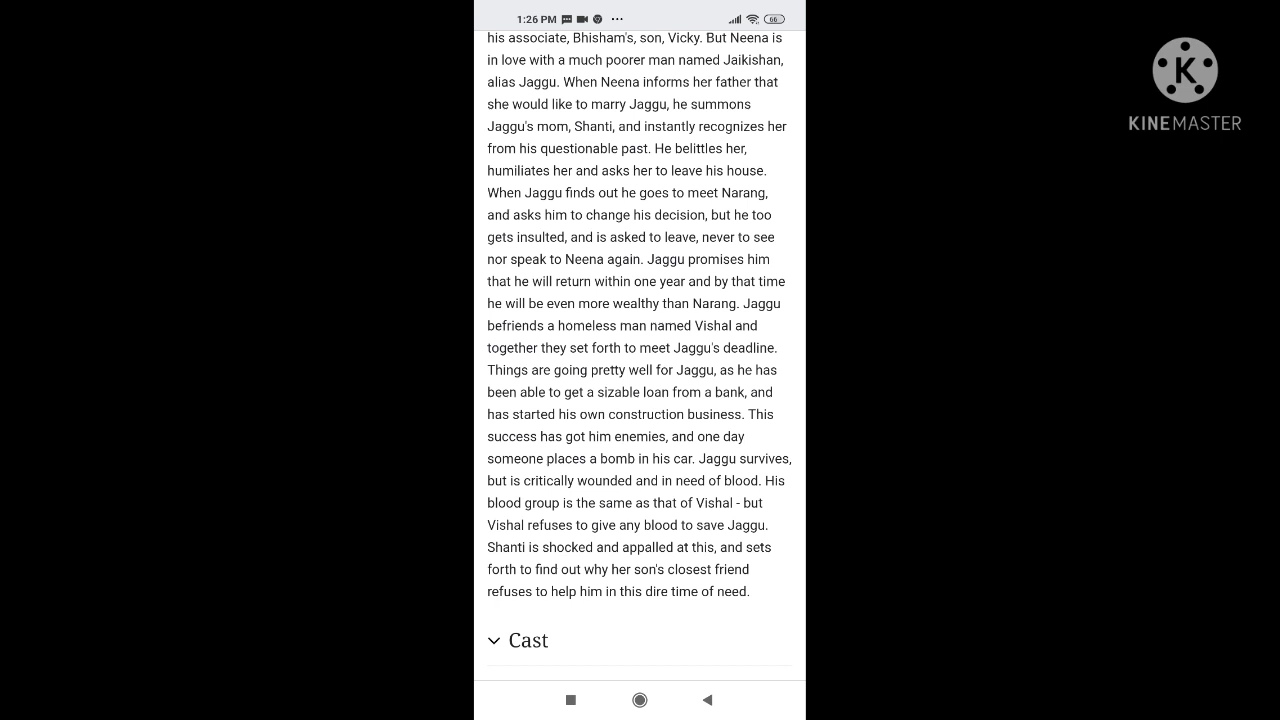 1:26 PM
66
his associate, Bhisham's, son, Vicky. But Neena is
in love with a much poorer man named Jaikishan,
alias Jaggu. When Neena informs her father that
she would like to marry Jaggu, he summons
Jaggu's mom, Shanti, and instantly recognizes her
from his questionable past. He belittles her,
humiliates her and asks her to leave his house.
When Jaggu finds out he goes to meet Narang,
and asks him to change his decision, but he too
gets insulted, and is asked to leave, never to see
nor speak to Neena again. Jaggu promises him
that he will return within one year and by that time
he will be even more wealthy than Narang. Jaggu
befriends a homeless man named Vishal and
together they set forth to meet Jaggu's deadline.
Things are going pretty well for Jaggu, as he has
been able to get a sizable loan from a bank, and
has started his own construction business. This
success has got him enemies, and one day
someone places a bomb in his car. Jaggu survives,
but is critically wounded and in need of blood. His
blood group is the same as that of Vishal - but
Vishal refuses to give any blood to save Jaggu.
Shanti is shocked and appalled at this, and sets
forth to find out why her son's closest friend
refuses to help him in this dire time of need.
Cast
K
KINEMASTER